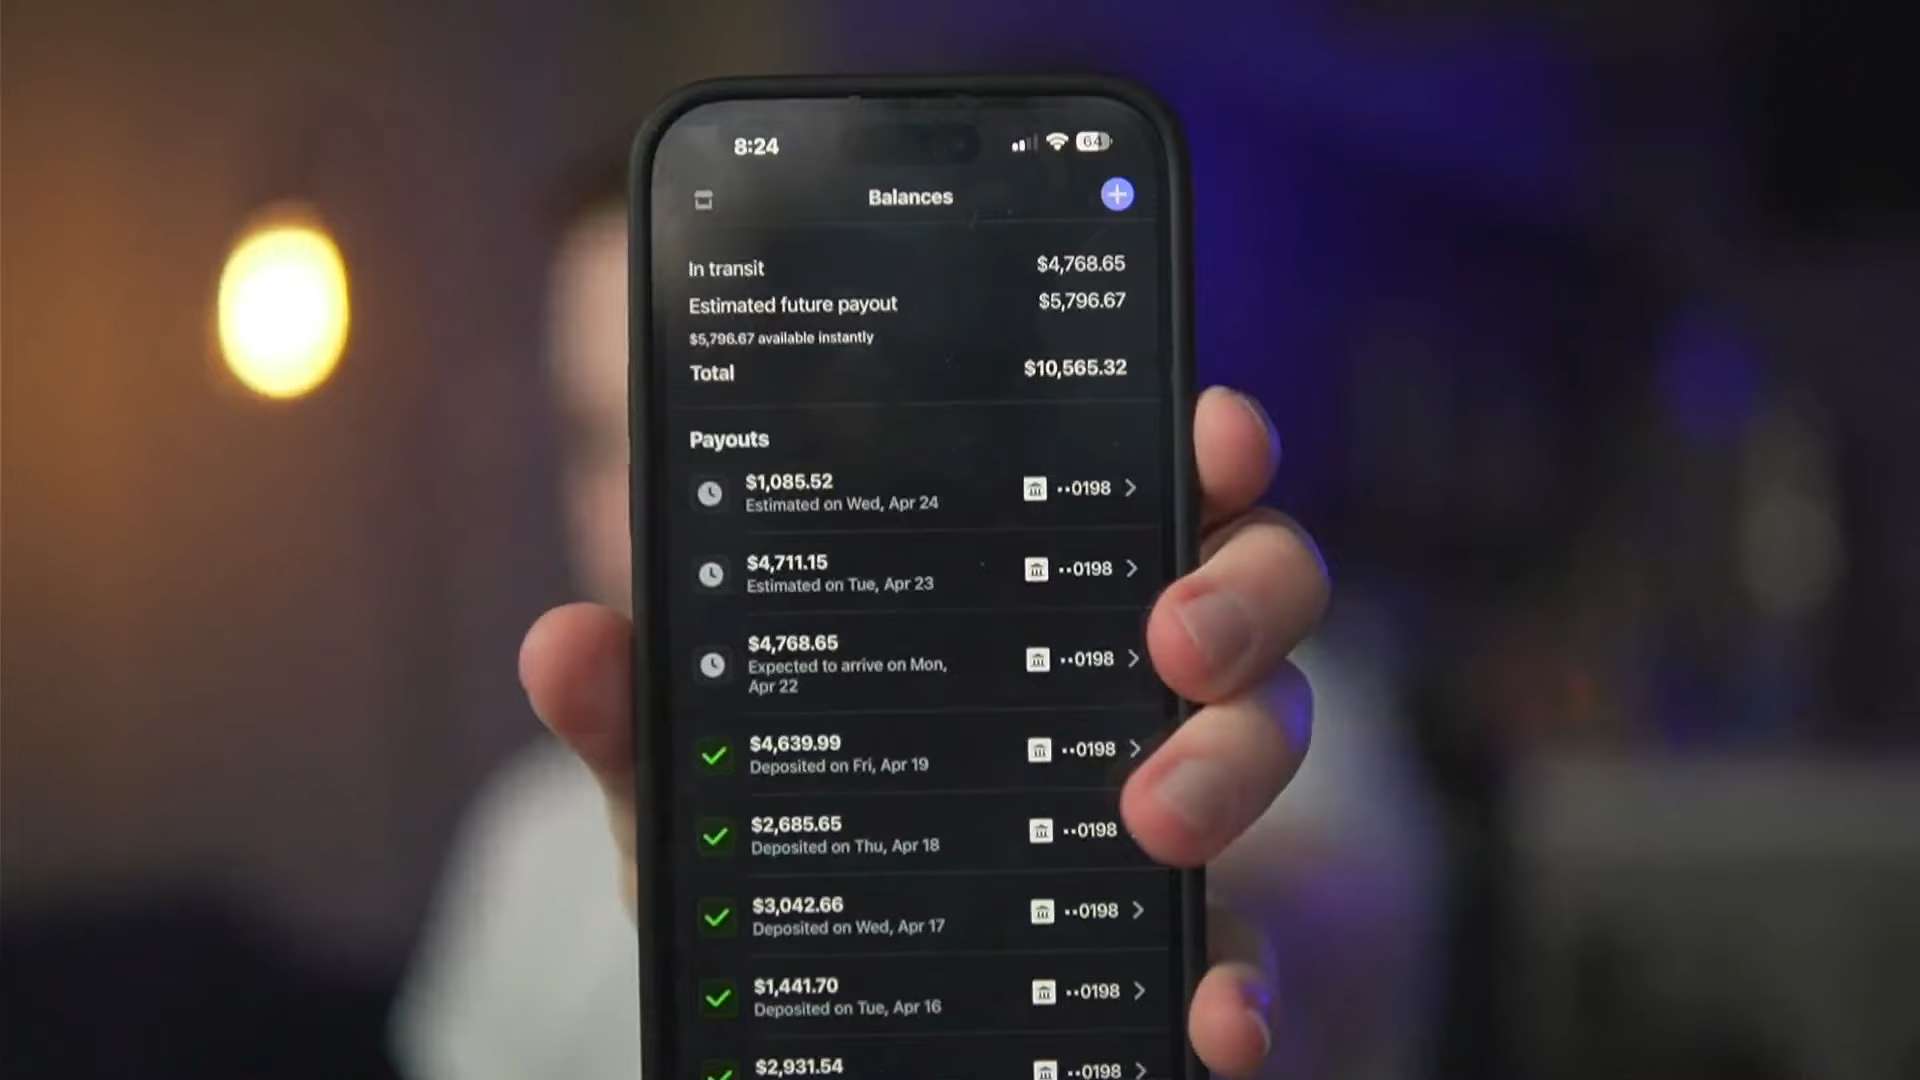 8:24
64
Balances
In transit $4,768.65
Estimated future payout $5,796.67
$5,796.67 available instantly
Total $10,565.32
Payouts
$1,085.52
Estimated on Wed, Apr 24
··0198
$4,711.15
Estimated on Tue, Apr 23
··0198
$4,768.65
Expected to arrive on Mon,
Apr 22
··0198
$4,639.99
Deposited on Fri, Apr 19
··0198
$2,685.65
Deposited on Thu, Apr 18
··0198
$3,042.66
Deposited on Wed, Apr 17
··0198
$1,441.70
Deposited on Tue, Apr 16
··0198
$2,931.54
··0198